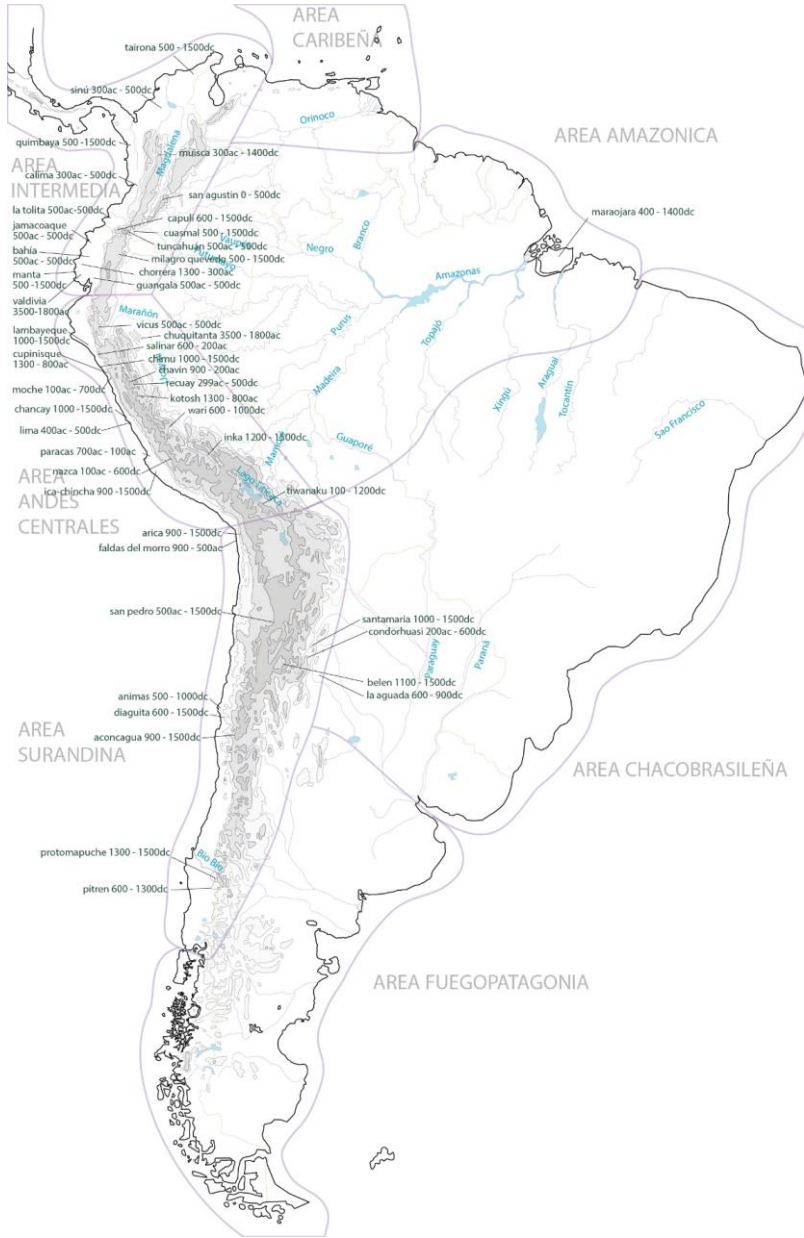 AREA
CARIBEÑA
tairona 500 - 1500dc
sinú 300ac - 500dc
Orinoco
quimbaya 500 -1500dc
Magdalena
muisca 300ac - 1400dc
AREA AMAZONICA
AREA
INTERMEDIA
calima 300ac - 500dc
san agustin 0 - 500dc
maraojara 400 - 1400dc
la tolita 500ac-500dc
capulí 600 - 1500dc
jamacoaque
500ac - 500dc
cuasmal 500 - 1500dc
Vaupés
Negro
Branco
tuncahuán 500ac - 500dc
bahía
500ac - 500dc
milagro quevedo 500 - 1500dc
Putumayo
Amazonas
manta
500 -1500dc
chorrera 1300 - 300ac
guangala 500ac - 500dc
valdivia
3500-1800ac
Marañón
Purus
Topajó
lambayeque
1000-1500dc
vicus 500ac - 500dc
chuquitanta 3500 - 1800ac
salinar 600 - 200ac
cupinisque
1300 - 800ac
chimu 1000 - 1500dc
chavín 900 - 200ac
recuay 299ac - 500dc
Madeira
Xingú
Araguai
Tocantin
moche 100ac - 700dc
kotosh 1300 - 800ac
chancay 1000 -1500dc
wari 600 - 1000dc
Sao Francisco
lima 400ac - 500dc
inka 1200 - 1500dc
Guaporé
paracas 700ac - 100ac
nazca 100ac - 600dc
Lago Titicaca
AREA
ANDES
CENTRALES
ica-chincha 900 -1500dc
tiwanaku 100 - 1200dc
arica 900 - 1500dc
faldas del morro 900 - 500ac
san pedro 500ac - 1500dc
santamaria 1000 - 1500dc
condorhuasi 200ac - 600dc
Paraguay
Paraná
belen 1100 - 1500dc
la aguada 600 - 900dc
animas 500 - 1000dc
diaguita 600 - 1500dc
AREA
SURANDINA
aconcagua 900 - 1500dc
AREA CHACOBRASILEÑA
protomapuche 1300 - 1500dc
Bio Bío
pitren 600 - 1300dc
AREA FUEGOPATAGONIA